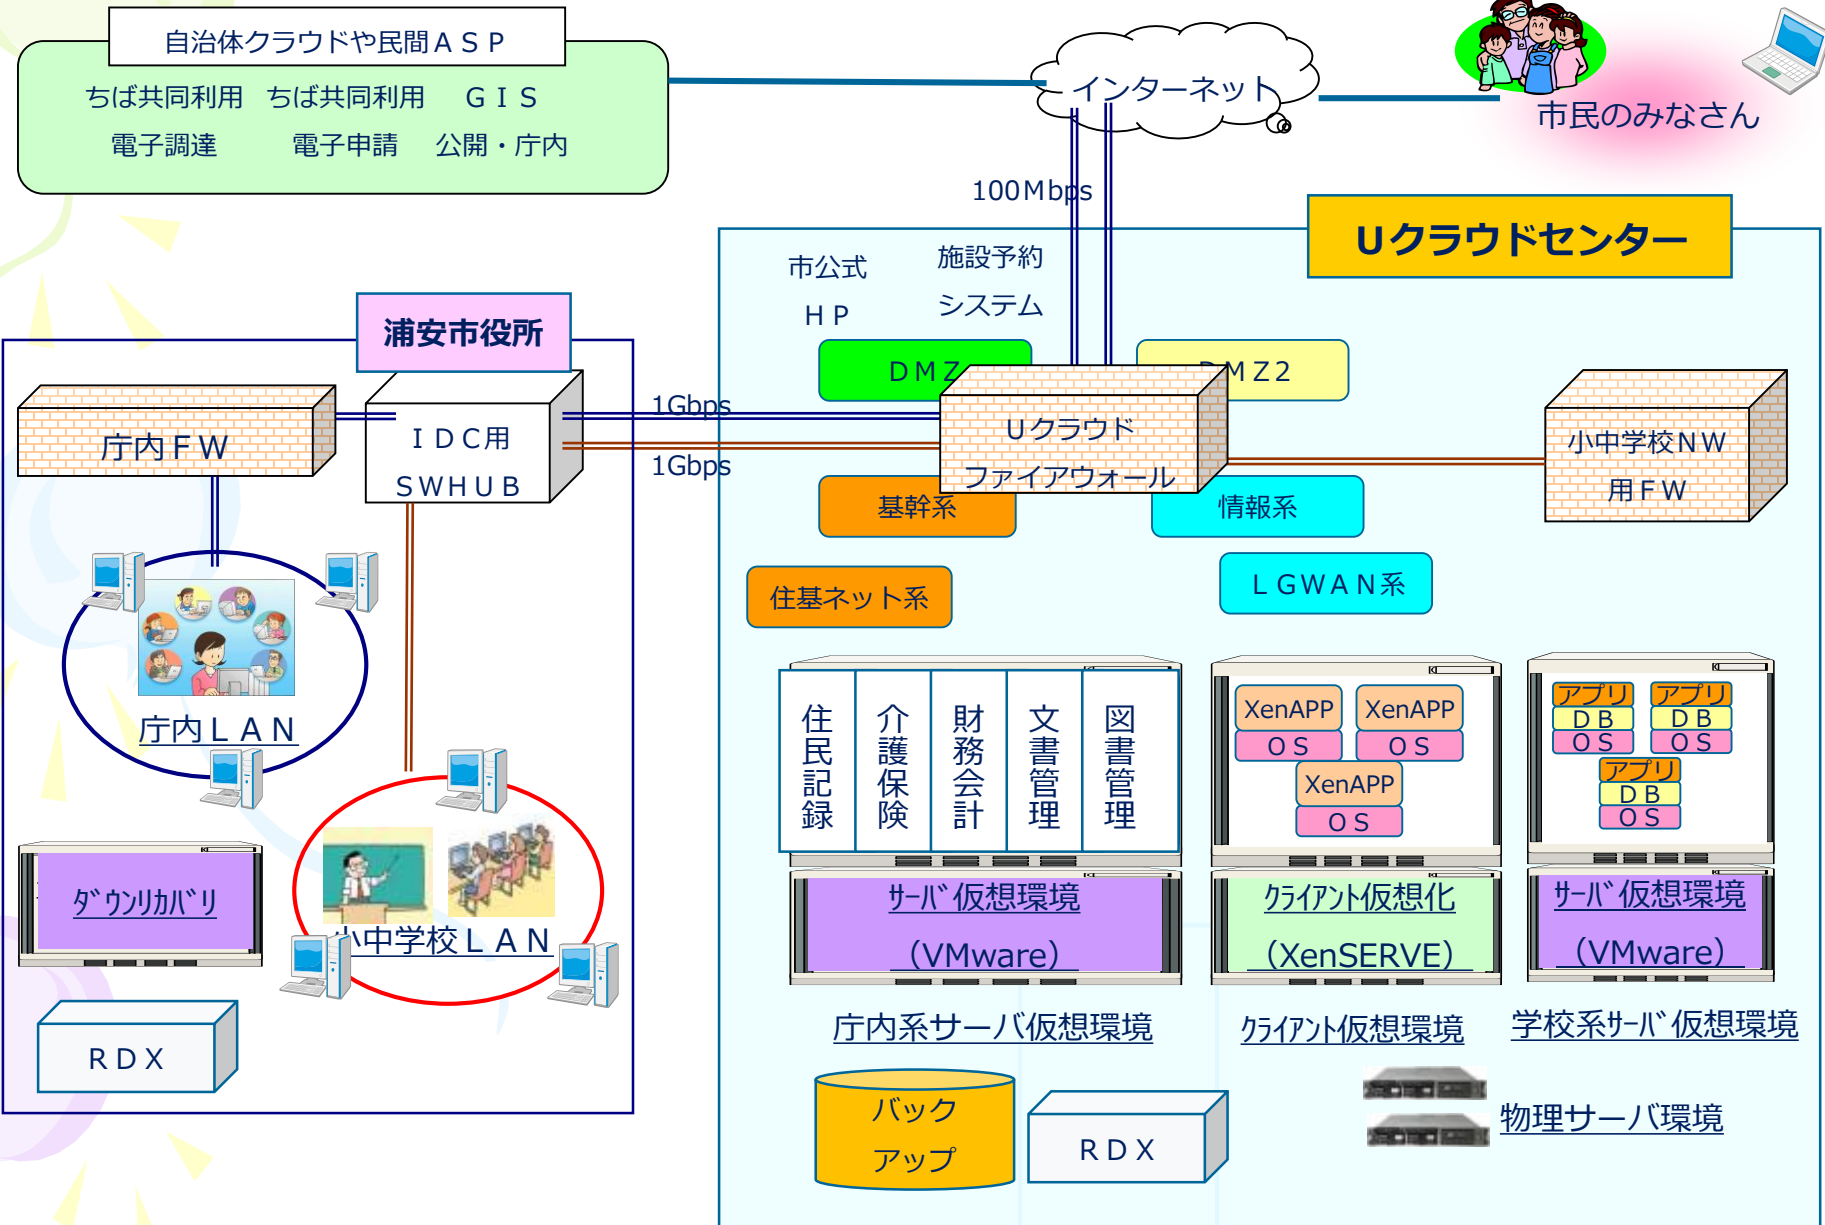 自治体クラウドや民間ＡＳＰ
ちば共同利用
電子調達
ちば共同利用
電子申請
ＧＩＳ
公開・庁内
インターネット
市民のみなさん
100Mbps
Uクラウドセンター
市公式
ＨＰ
施設予約
システム
浦安市役所
ＤＭＺ
ＤＭＺ2
庁内ＦＷ
ＩＤＣ用
SWHUB
1Gbps
1Gbps
Uクラウド
ファイアウォール
小中学校NW
用ＦＷ
基幹系
情報系
住基ネット系
ＬＧＷＡＮ系
庁内ＬＡＮ
小中学校ＬＡＮ
ﾀﾞｳﾝﾘｶﾊﾞﾘ
ＲＤＸ
住民記録
介護保険
財務会計
文書管理
図書管理
XenAPP
ＯＳ
XenAPP
ＯＳ
XenAPP
ＯＳ
アプリ
ＤＢ
ＯＳ
アプリ
ＤＢ
ＯＳ
アプリ
ＤＢ
ＯＳ
ｻｰﾊﾞ仮想環境
（VMware）
ｸﾗｲｱﾝﾄ仮想化
（XenSERVE）
ｻｰﾊﾞ仮想環境
（VMware）
庁内系サーバ仮想環境
ｸﾗｲｱﾝﾄ仮想環境
学校系ｻｰﾊﾞ仮想環境
バック
アップ
ＲＤＸ
物理サーバ環境